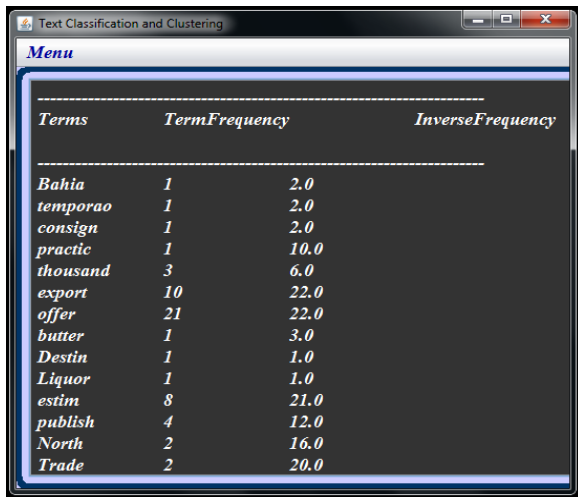 Text Classification and Clustering
Menu
--------------------------------------------------------------------------
Terms TermFrequency InverseFrequency
--------------------------------------------------------------------------
Bahia 1 2.0
temporao 1 2.0
consign 1 2.0
practic 1 10.0
thousand 3 6.0
export 10 22.0
offer 21 22.0
butter 1 3.0
Destin 1 1.0
Liquor 1 1.0
estim 8 21.0
publish 4 12.0
North 2 16.0
Trade 2 20.0